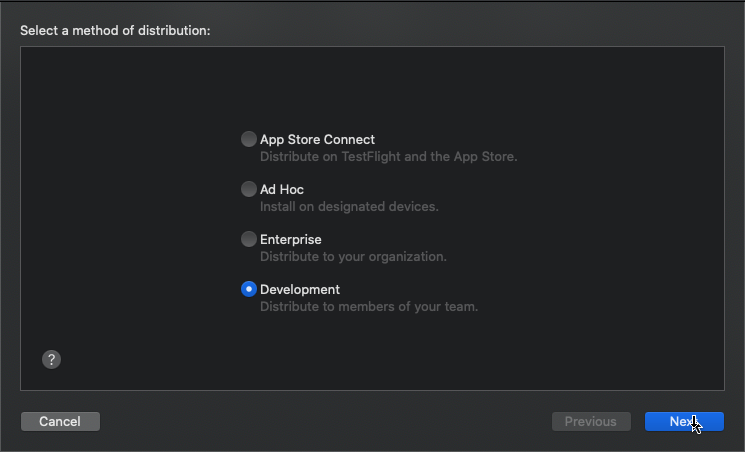 Select a method of distribution:
App Store Connect
Distribute on TestFlight and the App Store.
Ad Hoc
Install on designated devices.
Enterprise
Distribute to your organization.
Development
Distribute to members of your team.
?
Cancel
Previous
Next